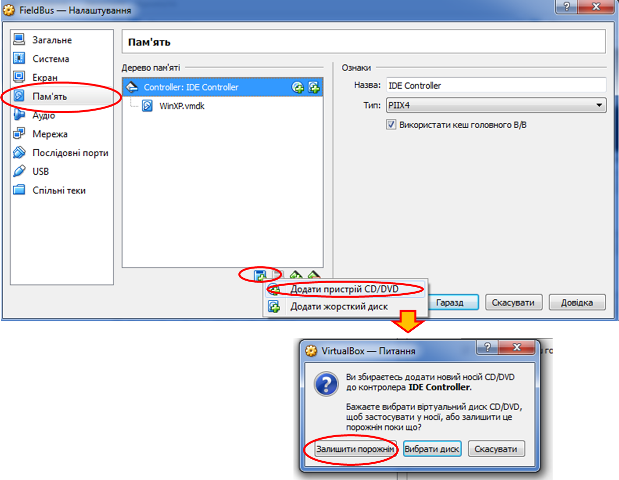 FieldBus — Налаштування
Загальне
Система
Екран
Пам'ять
Аудіо
Мережа
Послідовні порти
USB
Спільні теки
Пам'ять
Дерево пам'яті
Controller: IDE Controller
WinXP.vmdk
Ознаки
Назва: IDE Controller
Тип: PIIX4
Використати кеш головного В/В
Додати пристрій CD/DVD
Додати жорсткий диск
Гаразд Скасувати Довідка
VirtualBox — Питання
Ви збираєтесь додати новий носій CD/DVD
до контролера IDE Controller.
Бажаєте вибрати віртуальний диск CD/DVD,
щоб застосувати у носії, або залишити це
порожнім поки що?
Залишити порожнім Вибрати диск Скасувати